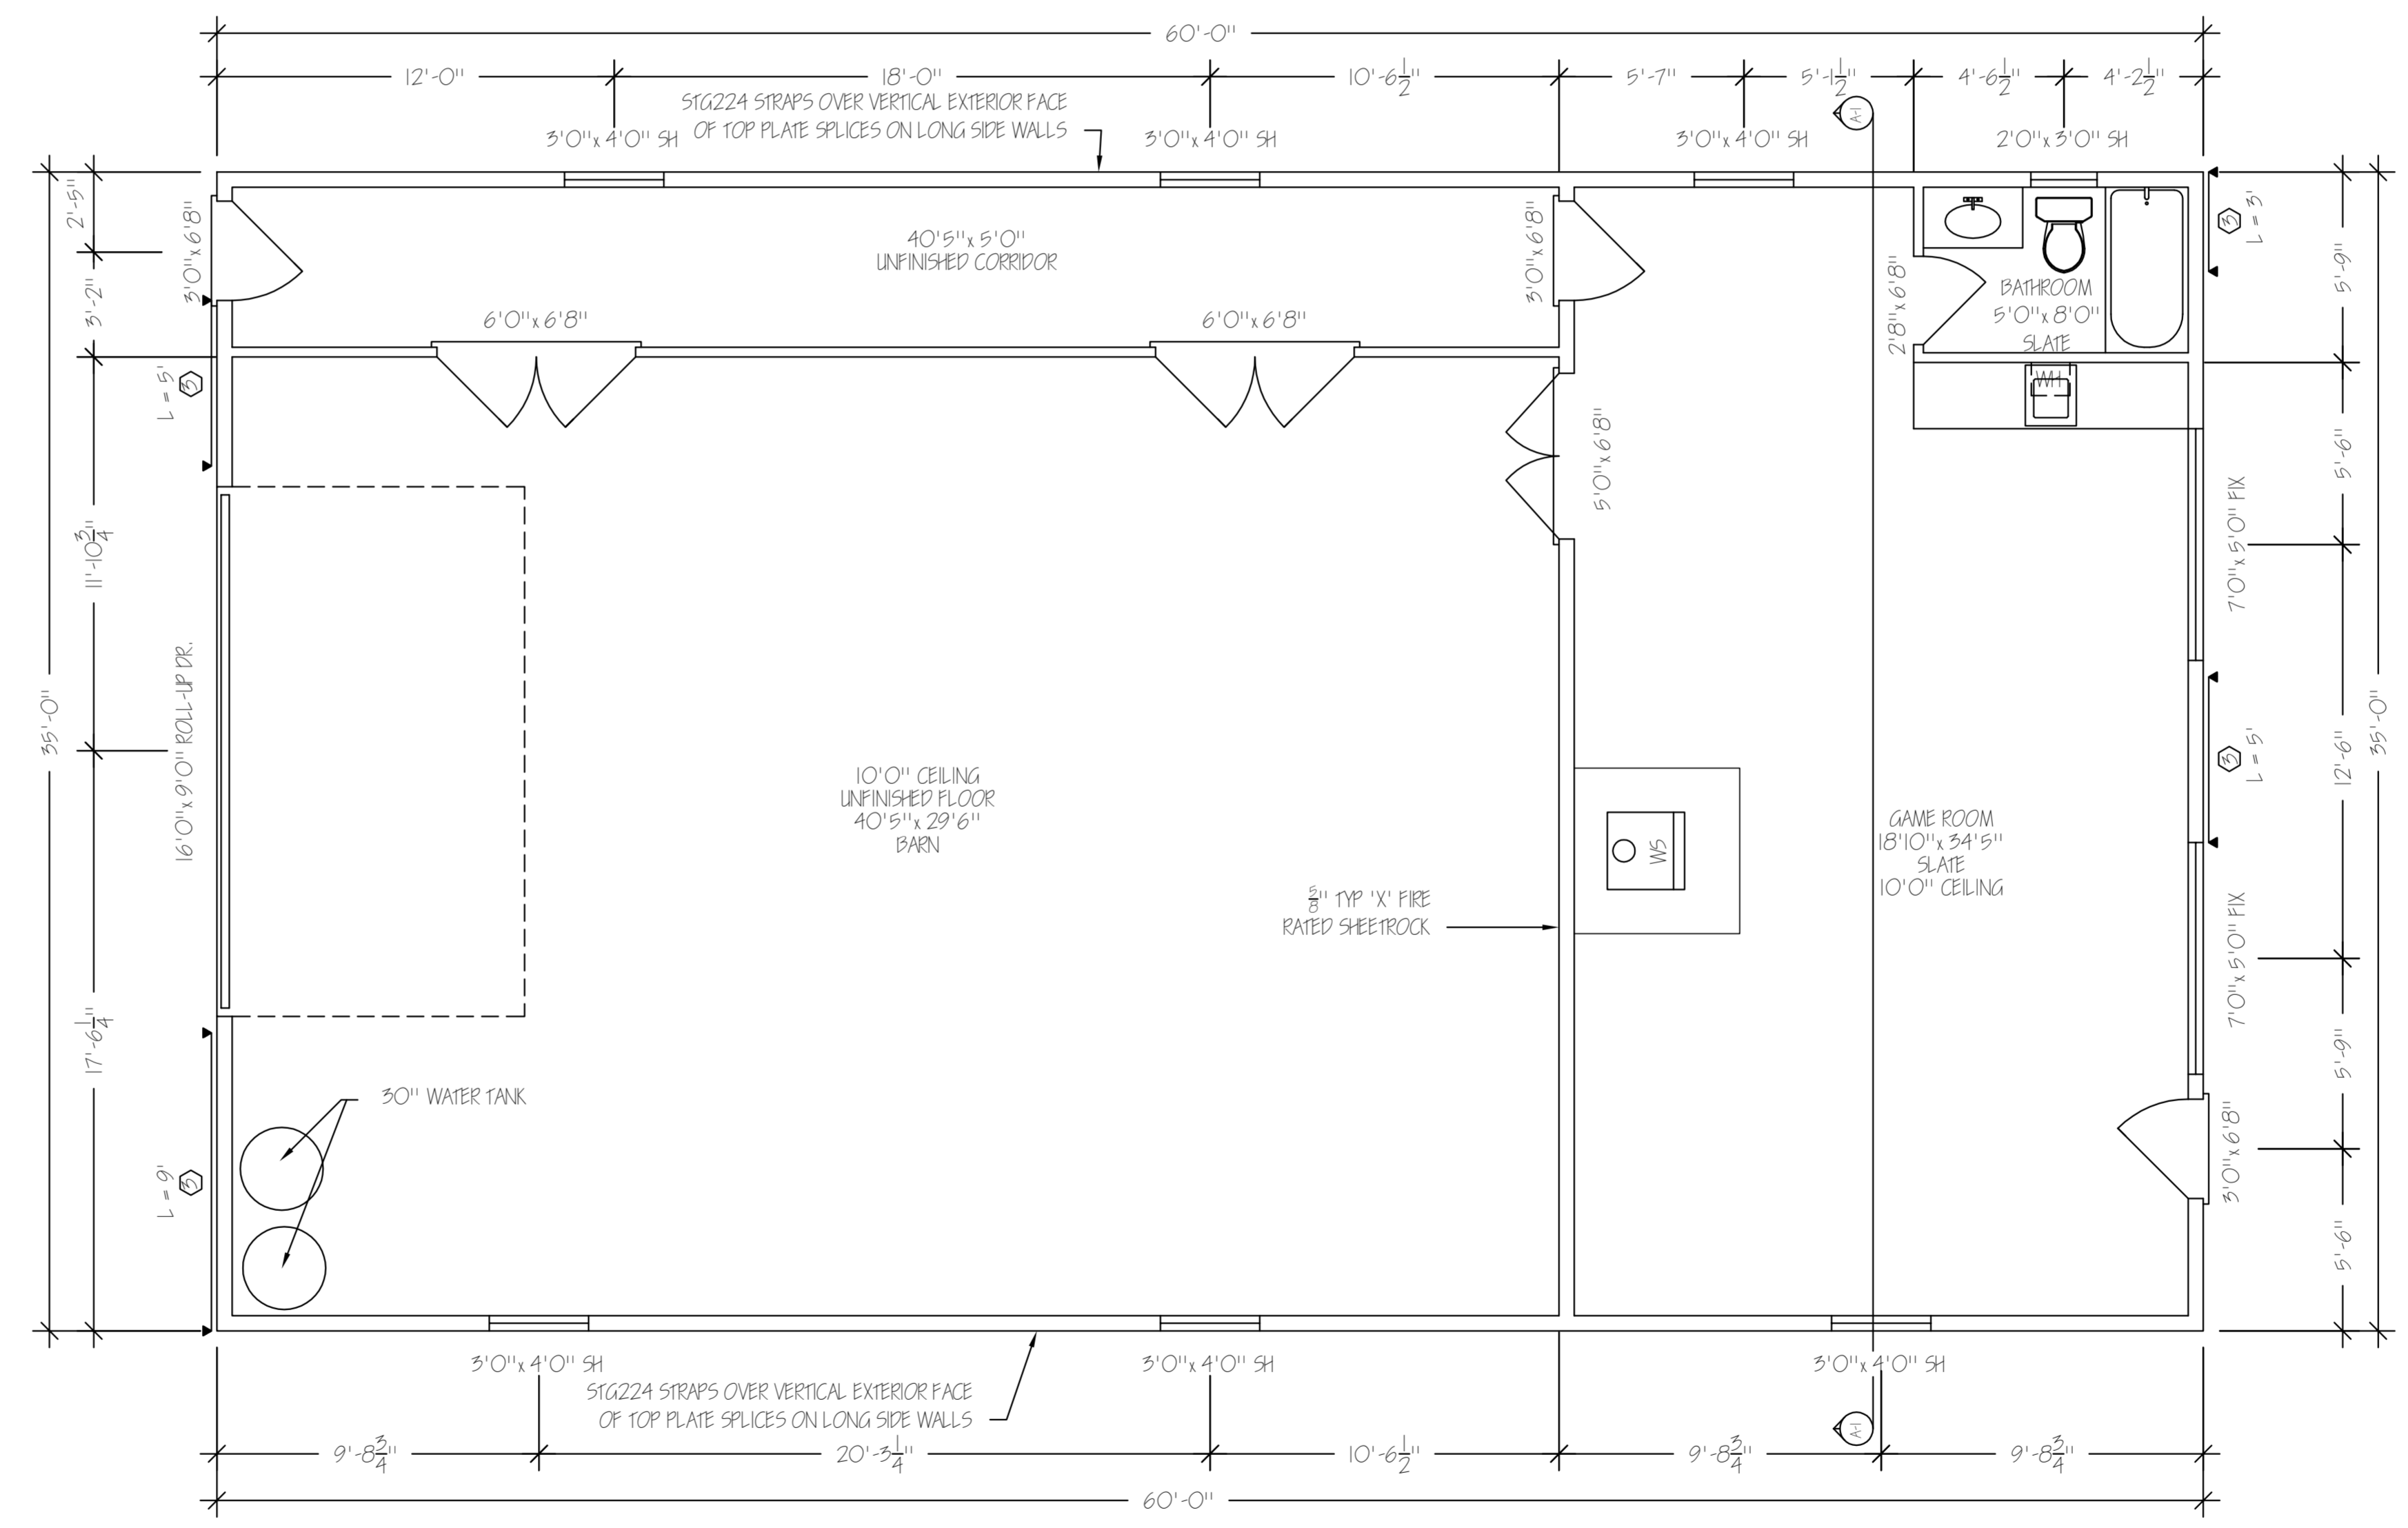 60'-0"
12'-0" 18'-0" 10'-6 1/2" 5'-7" 5'-1 1/2" 4'-6 1/2" 4'-2 1/2"
STG224 STRAPS OVER VERTICAL EXTERIOR FACE
OF TOP PLATE SPLICES ON LONG SIDE WALLS
A-1
3'0"x 4'0" SH
3'0"x 4'0" SH
3'0"x 4'0" SH
2'0"x 3'0" SH
2'-5"
3'-2"
11'-10 3/4"
17'-6 1/4"
35'-0"
3'0"x 6'8"
L = 5'
3
16'0"x 9'0" ROLL-UP DR.
L = 9'
3
40'5"x 5'0"
UNFINISHED CORRIDOR
6'0"x 6'8"
6'0"x 6'8"
3'0"x 6'8"
5'0"x 6'8"
2'8"x 6'8"
BATHROOM
5'0"x 8'0"
SLATE
WH
10'0" CEILING
UNFINISHED FLOOR
40'5"x 29'6"
BARN
5/8" TYP 'X' FIRE
RATED SHEETROCK
WS
GAME ROOM
18'10"x 34'5"
SLATE
10'0" CEILING
30" WATER TANK
3
L = 3'
7'0"x 5'0" FIX
3
L = 5'
7'0"x 5'0" FIX
3'0"x 6'8"
5'-9"
5'-6"
12'-6"
5'-9"
5'-6"
35'-0"
3'0"x 4'0" SH
3'0"x 4'0" SH
3'0"x 4'0" SH
STG224 STRAPS OVER VERTICAL EXTERIOR FACE
OF TOP PLATE SPLICES ON LONG SIDE WALLS
A-1
9'-8 3/4" 20'-3 1/4" 10'-6 1/2" 9'-8 3/4" 9'-8 3/4"
60'-0"